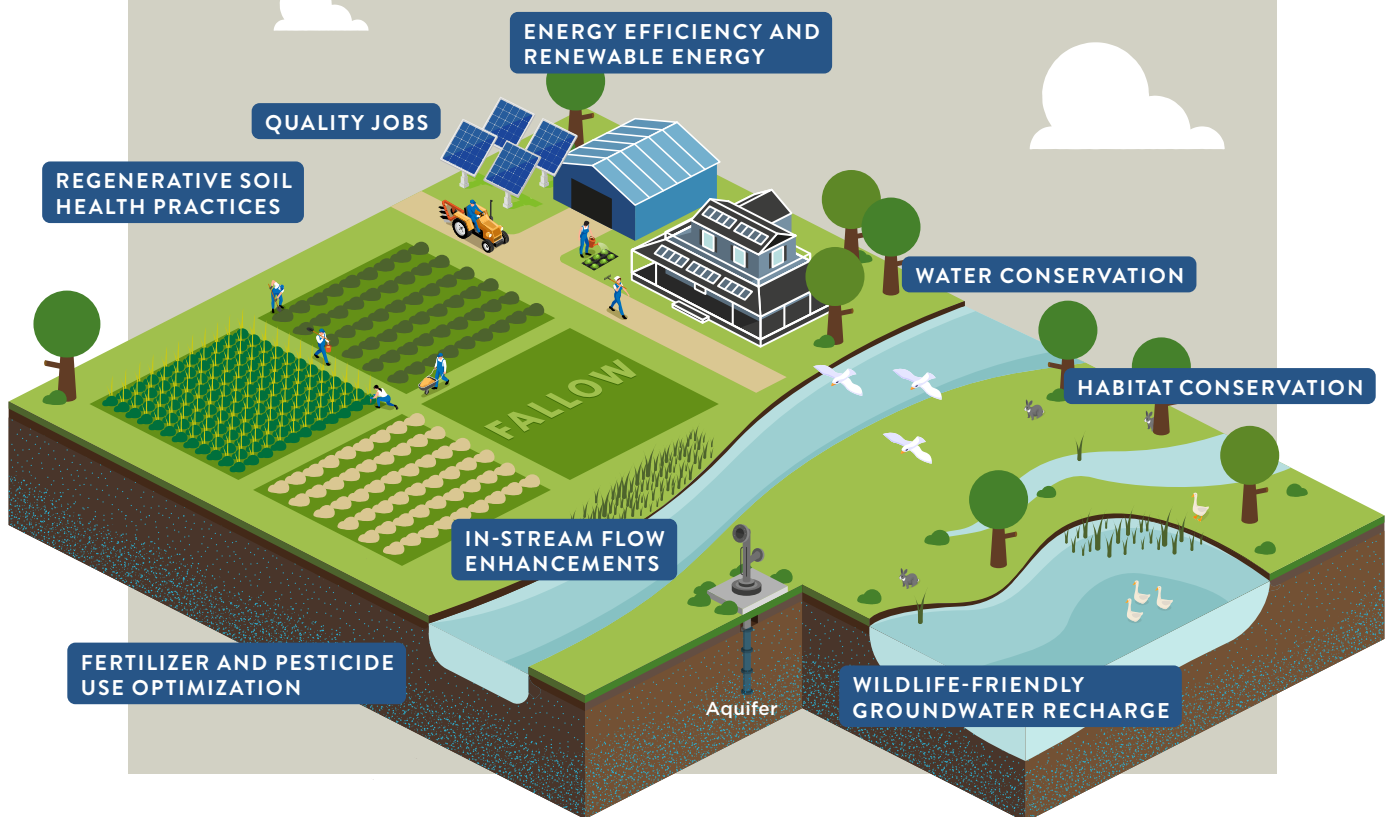 ENERGY EFFICIENCY AND
RENEWABLE ENERGY
QUALITY JOBS
REGENERATIVE SOIL
HEALTH PRACTICES
WATER CONSERVATION
HABITAT CONSERVATION
FALLOW
IN-STREAM FLOW
ENHANCEMENTS
FERTILIZER AND PESTICIDE
USE OPTIMIZATION
Aquifer
WILDLIFE-FRIENDLY
GROUNDWATER RECHARGE